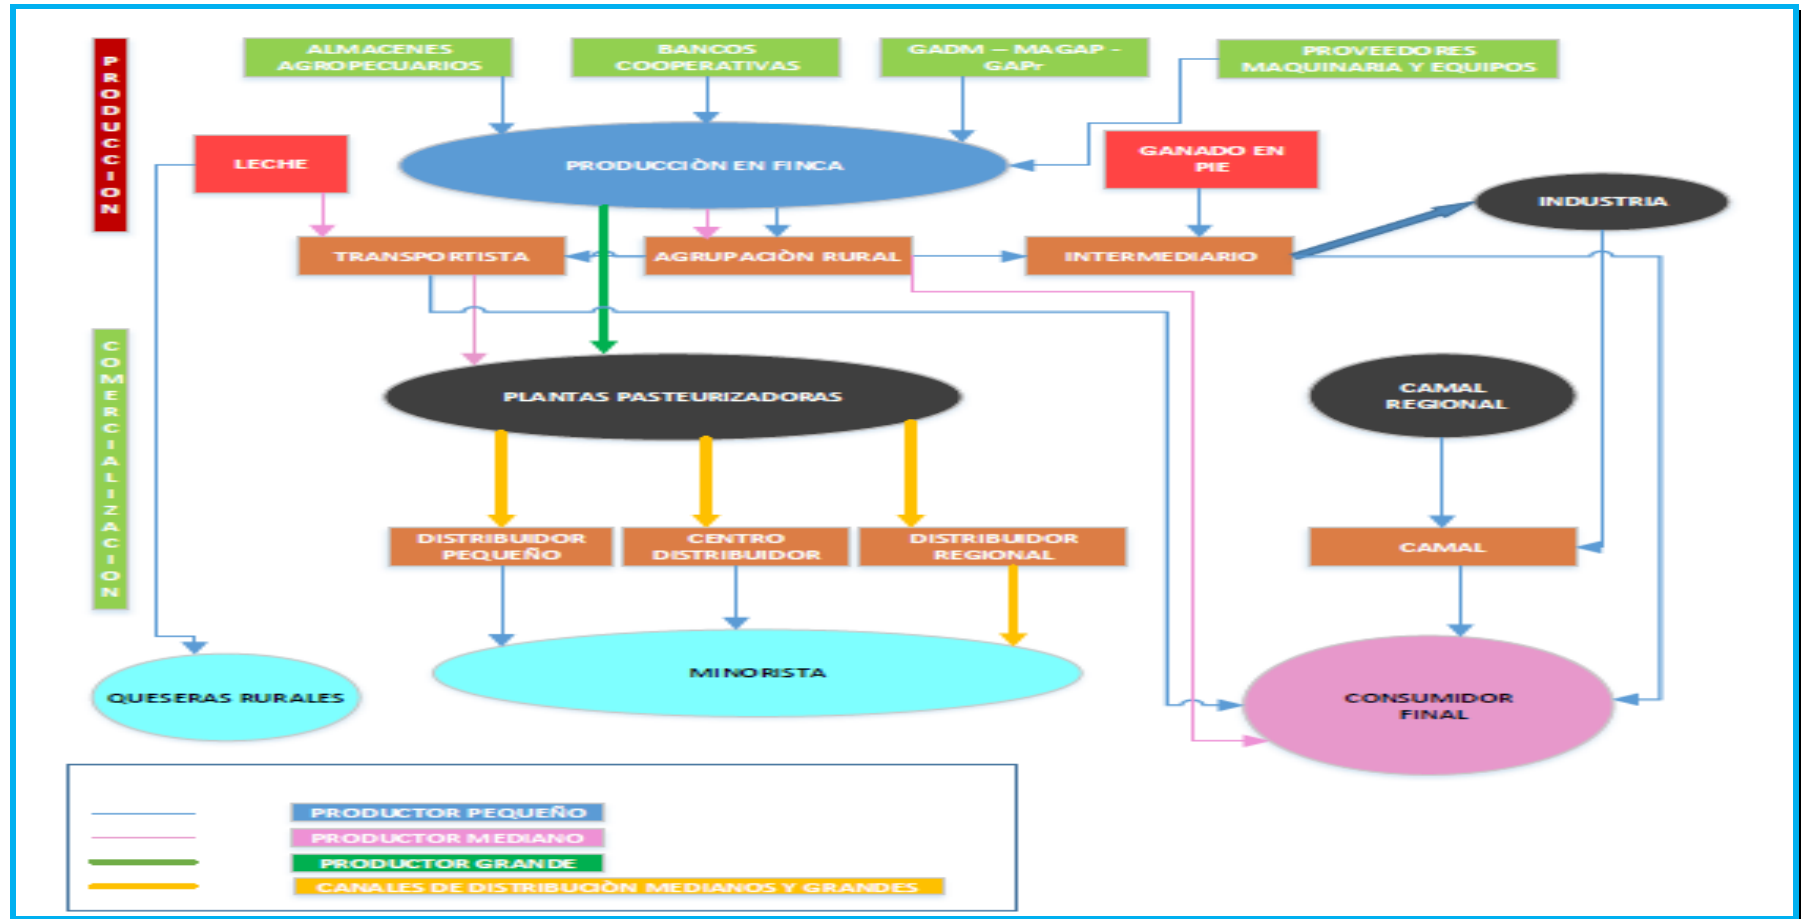 PRODUCCION
ALMACENES
AGROPECUARIOS
BANCOS
COOPERATIVAS
GADM – MAGAP -
GAPr
PROVEEDORES
MAQUINARIA Y EQUIPOS
LECHE
PRODUCCIÒN EN FINCA
GANADO EN
PIE
INDUSTRIA
TRANSPORTISTA
AGRUPACIÒN RURAL
INTERMEDIARIO
COMERCIALIZACION
PLANTAS PASTEURIZADORAS
CAMAL
REGIONAL
DISTRIBUIDOR
PEQUEÑO
CENTRO
DISTRIBUIDOR
DISTRIBUIDOR
REGIONAL
CAMAL
QUESERAS RURALES
MINORISTA
CONSUMIDOR
FINAL
PRODUCTOR PEQUEÑO
PRODUCTOR MEDIANO
PRODUCTOR GRANDE
CANALES DE DISTRIBUCIÒN MEDIANOS Y GRANDES